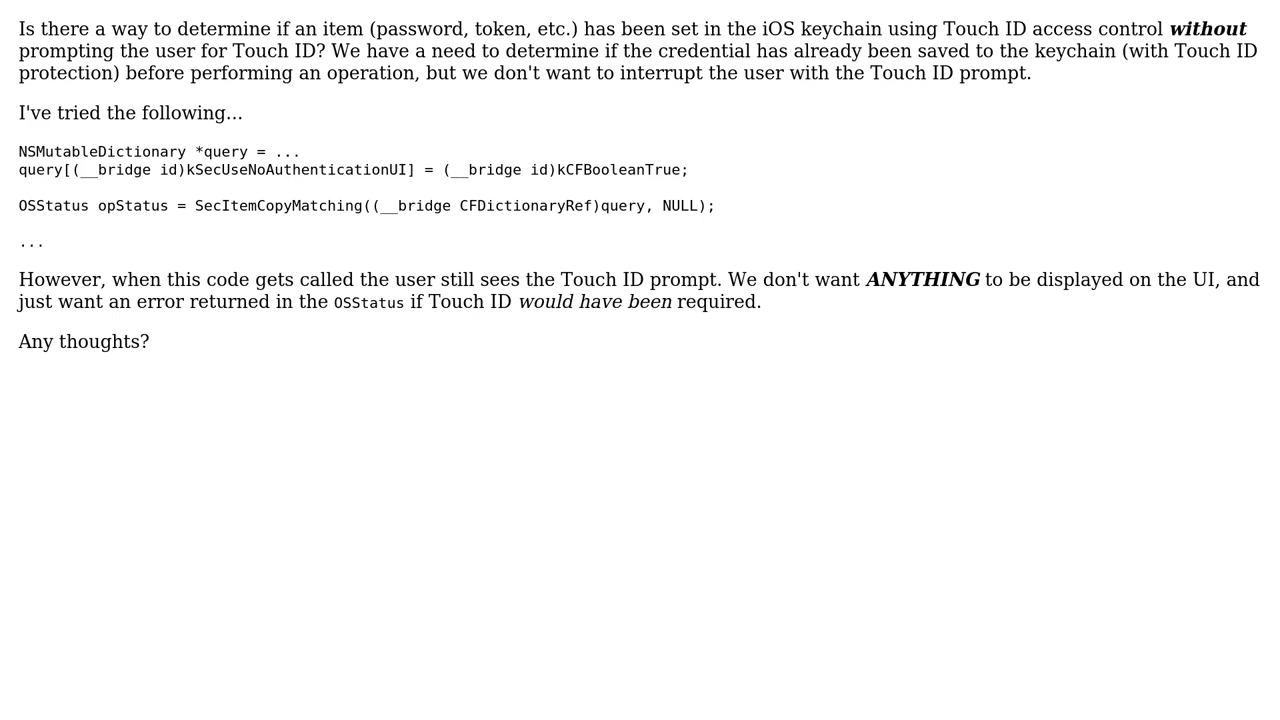 Is there a way to determine if an item (password, token, etc.) has been set in the iOS keychain using Touch ID access control without
prompting the user for Touch ID? We have a need to determine if the credential has already been saved to the keychain (with Touch ID
protection) before performing an operation, but we don't want to interrupt the user with the Touch ID prompt.
I've tried the following...
NSMutableDictionary *query = ...
query[(__bridge id)kSecUseNoAuthenticationUI] = (__bridge id)kCFBooleanTrue;
OSStatus opStatus = SecItemCopyMatching((__bridge CFDictionaryRef)query, NULL);
...
However, when this code gets called the user still sees the Touch ID prompt. We don't want ANYTHING to be displayed on the UI, and
just want an error returned in the OSStatus if Touch ID would have been required.
Any thoughts?